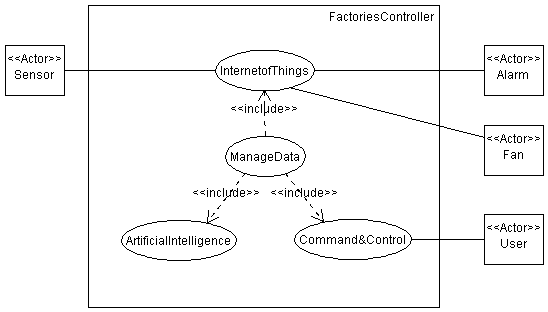 FactoriesController
<<Actor>>
Sensor
InternetofThings
<<Actor>>
Alarm
<<include>>
<<Actor>>
Fan
ManageData
<<include>>
<<include>>
ArtificialIntelligence
Command&Control
<<Actor>>
User